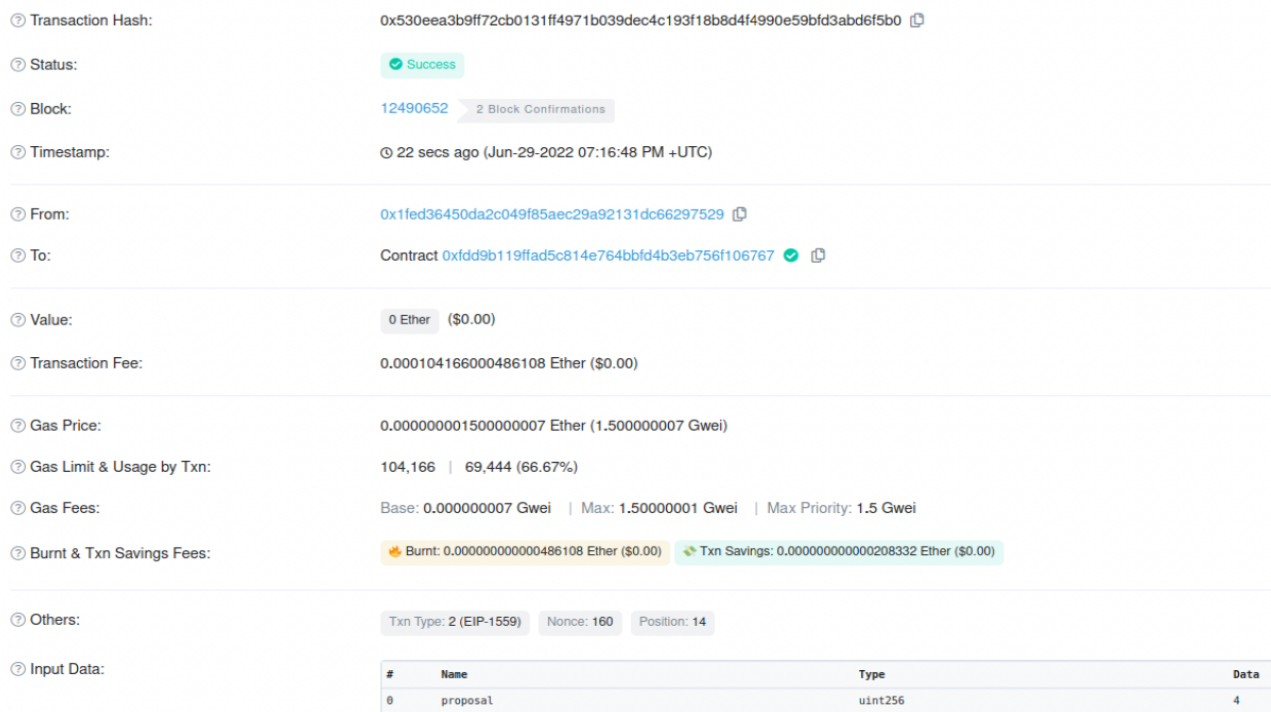 Transaction Hash: 0x530eea3b9ff72cb0131ff4971b039dec4c193f18b8d4f4990e59bfd3abd6f5b0
Status: Success
Block: 12490652 2 Block Confirmations
Timestamp: 22 secs ago (Jun-29-2022 07:16:48 PM +UTC)
From: 0x1fed36450da2c049f85aec29a92131dc66297529
To: Contract 0xfdd9b119ffad5c814e764bbfd4b3eb756f106767
Value: 0 Ether ($0.00)
Transaction Fee: 0.000104166000486108 Ether ($0.00)
Gas Price: 0.000000001500000007 Ether (1.500000007 Gwei)
Gas Limit & Usage by Txn: 104,166 | 69,444 (66.67%)
Gas Fees: Base: 0.000000007 Gwei | Max: 1.50000001 Gwei | Max Priority: 1.5 Gwei
Burnt & Txn Savings Fees: Burnt: 0.000000000000486108 Ether ($0.00) Txn Savings: 0.000000000000208332 Ether ($0.00)
Others: Txn Type: 2 (EIP-1559) Nonce: 160 Position: 14
Input Data: # Name Type Data
0 proposal uint256 4